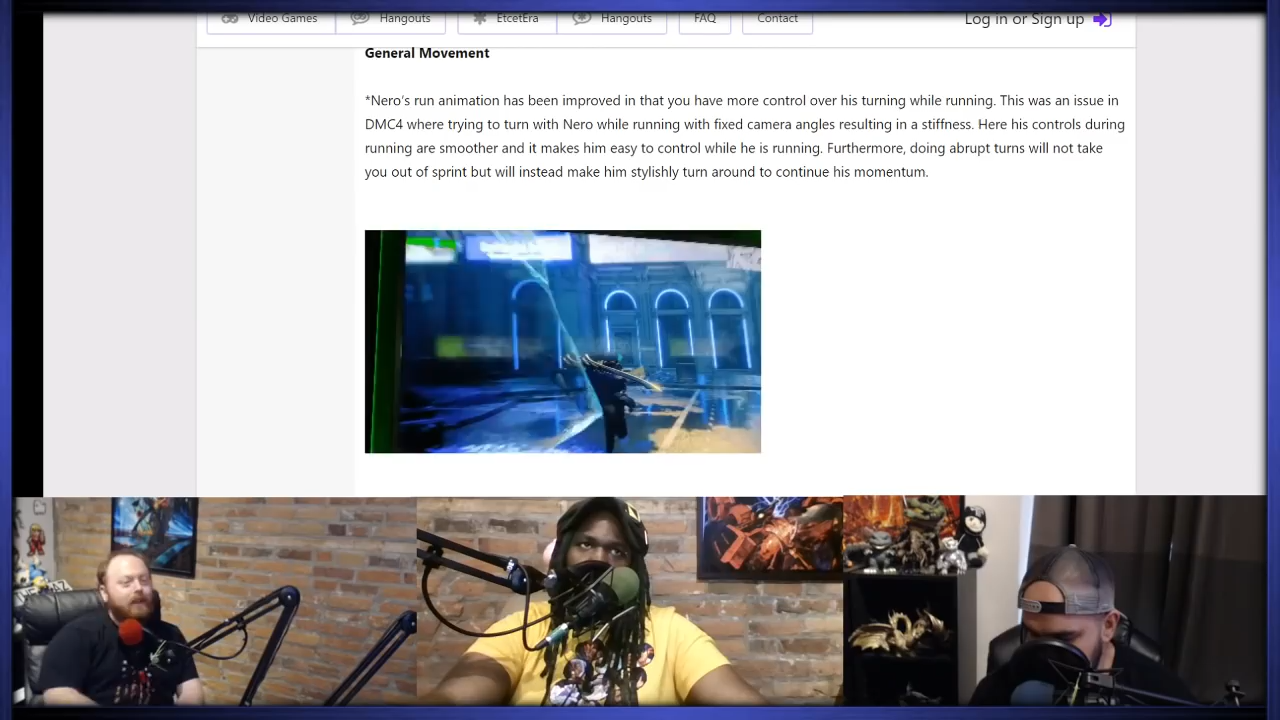 Video Games
Hangouts
EtcetEra
Hangouts
FAQ
Contact
Log in or Sign up
General Movement
*Nero's run animation has been improved in that you have more control over his turning while running. This was an issue in
DMC4 where trying to turn with Nero while running with fixed camera angles resulting in a stiffness. Here his controls during
running are smoother and it makes him easy to control while he is running. Furthermore, doing abrupt turns will not take
you out of sprint but will instead make him stylishly turn around to continue his momentum.